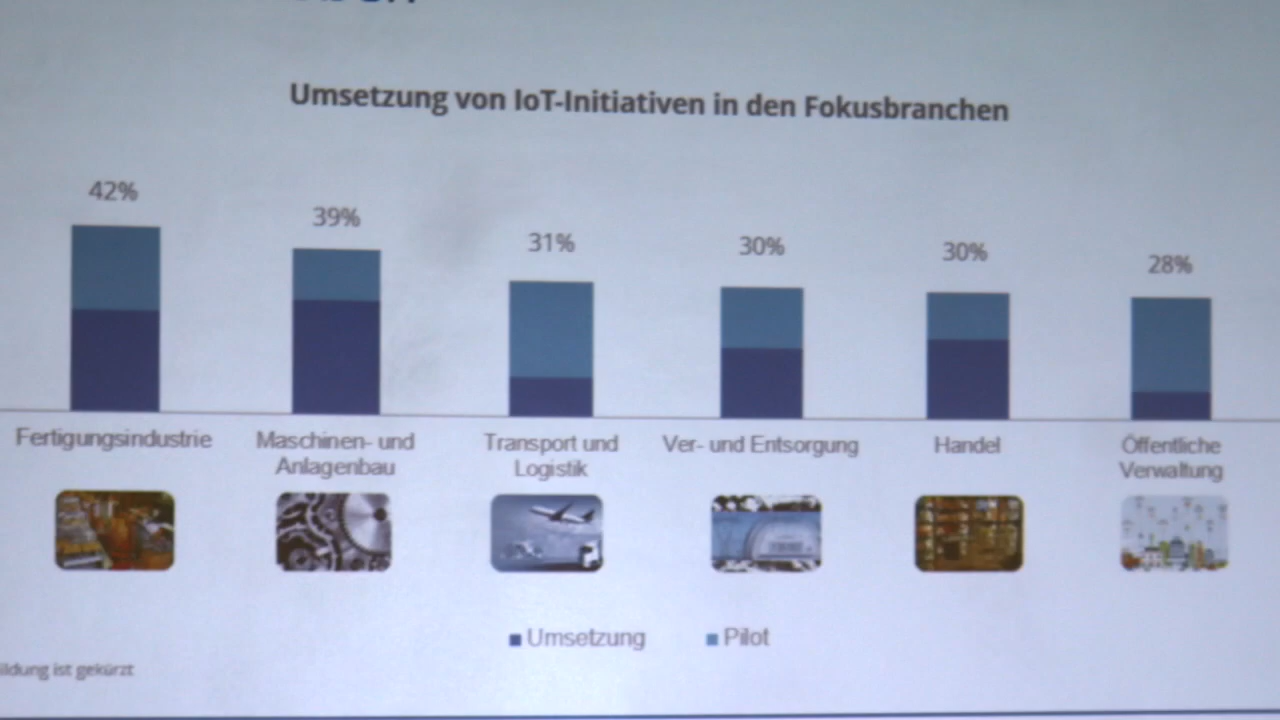 Umsetzung von IoT-Initiativen in den Fokusbranchen
42%
39%
31%
30%
30%
28%
Fertigungsindustrie
Maschinen- und
Anlagenbau
Transport und
Logistik
Ver- und Entsorgung
Handel
Öffentliche
Verwaltung
Umsetzung
Pilot
ist gekürzt